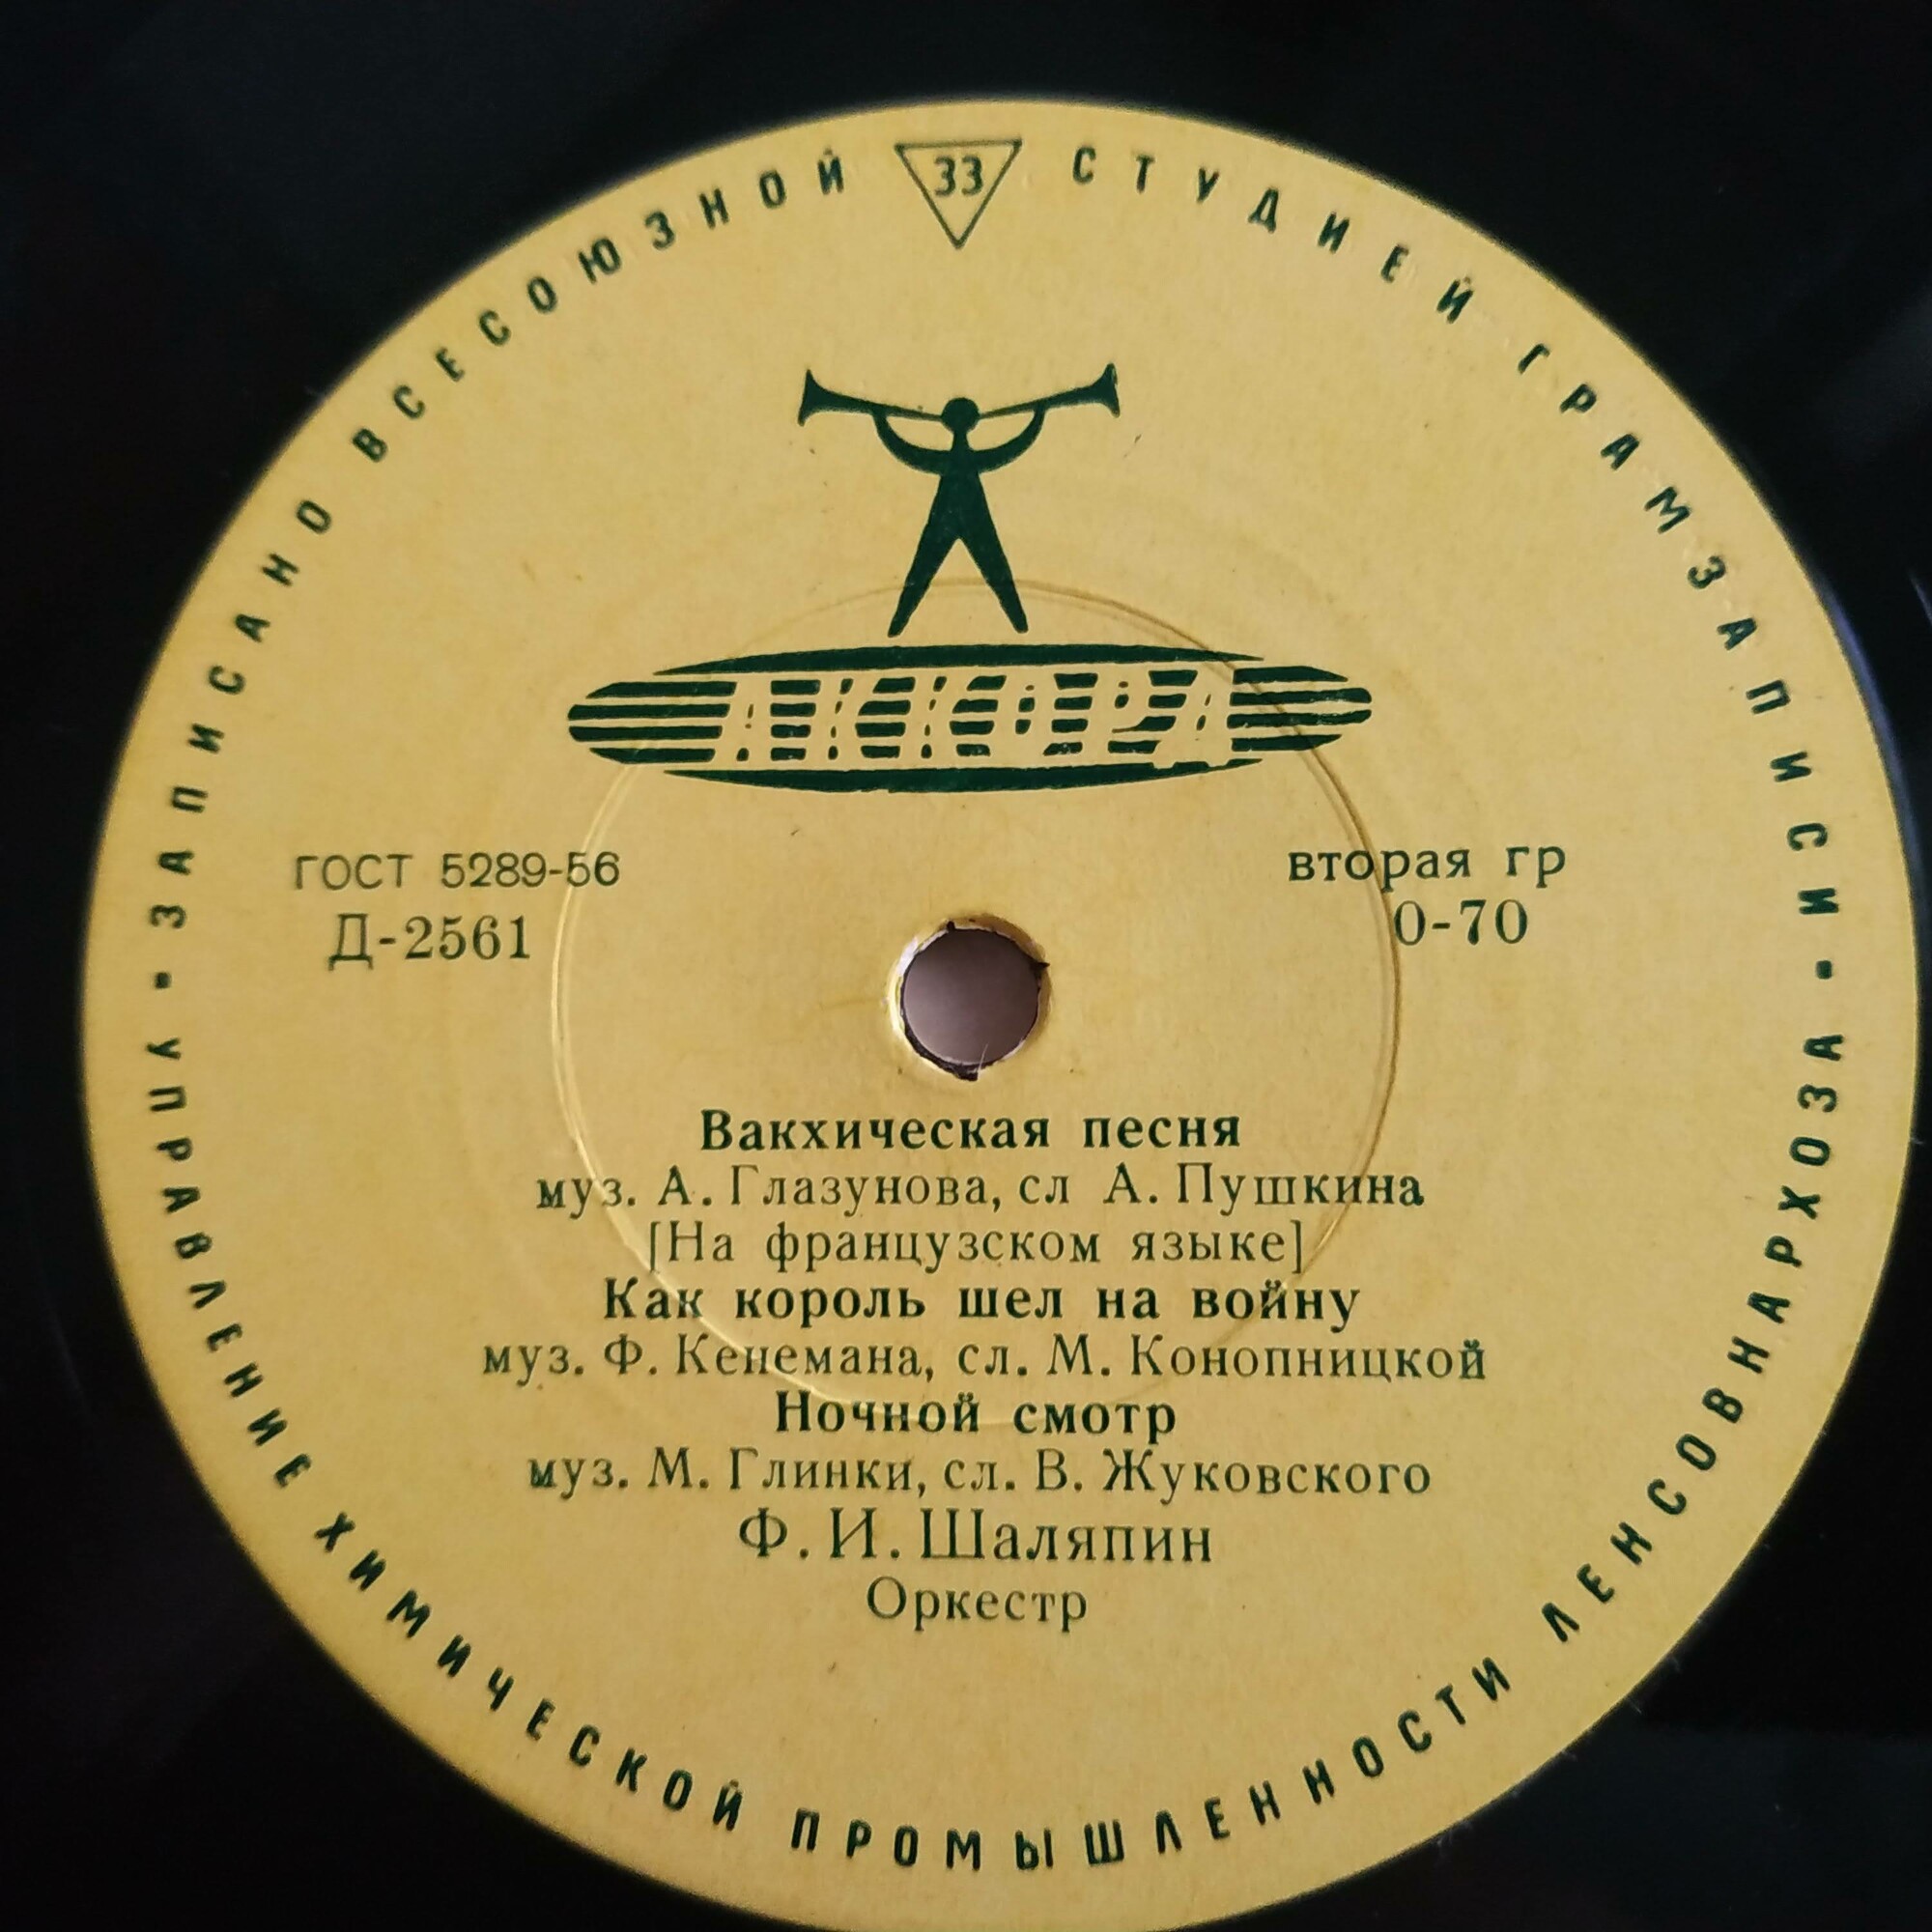 ЗАПИСАНО ВСЕСОЮЗНОЙ СТУДИЕЙ ГРАМЗАПИСИ
33
АККОРД
ГОСТ 5289-56
Д-2561
вторая гр
0-70
Вакхическая песня
муз. А. Глазунова, сл А. Пушкина
[На французском языке]
Как король шел на войну
муз. Ф. Кенемана, сл. М. Конопницкой
Ночной смотр
муз. М. Глинки, сл. В. Жуковского
Ф. И. Шаляпин
Оркестр
УПРАВЛЕНИЕ ХИМИЧЕСКОЙ ПРОМЫШЛЕННОСТИ ЛЕНСОВНАРХОЗА